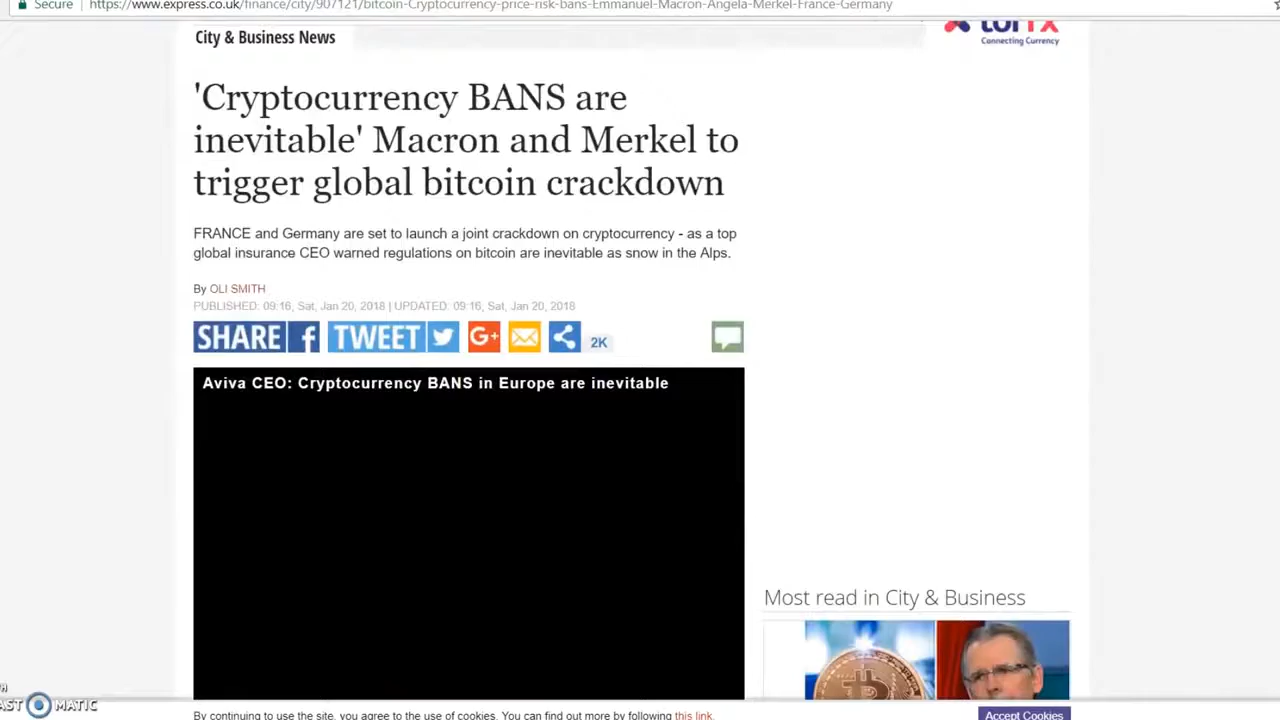 Secure
https://www.express.co.uk/finance/city/907121/bitcoin-Cryptocurrency-price-risk-bans-Emmanuel-Macron-Angela-Merkel-France-Germany
City & Business News
Connecting Currency
'Cryptocurrency BANS are
inevitable' Macron and Merkel to
trigger global bitcoin crackdown
FRANCE and Germany are set to launch a joint crackdown on cryptocurrency - as a top
global insurance CEO warned regulations on bitcoin are inevitable as snow in the Alps.
By OLI SMITH
PUBLISHED: 09:16, Sat, Jan 20, 2018 | UPDATED: 09:16, Sat, Jan 20, 2018
SHARE f TWEET G+ 2K
Aviva CEO: Cryptocurrency BANS in Europe are inevitable
Most read in City & Business
MATIC
By continuing to use the site, you agree to the use of cookies. You can find out more by following this link.
Accept Cookies